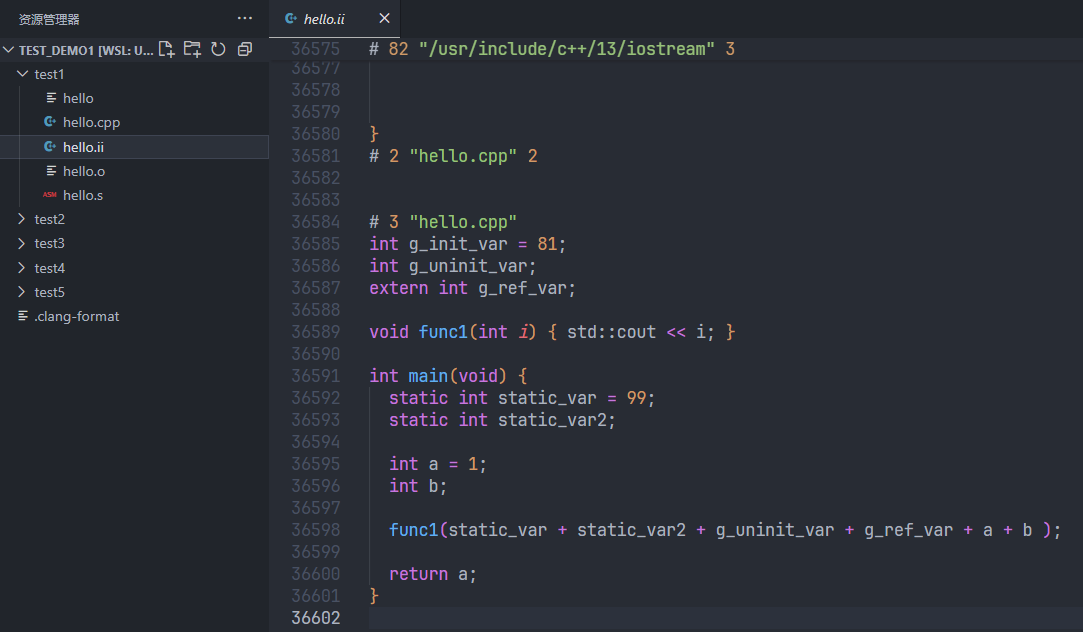 资源管理器 ...
TEST_DEMO1 [WSL: U...
test1
hello
hello.cpp
hello.ii
hello.o
ASM hello.s
test2
test3
test4
test5
.clang-format
hello.ii
36575 # 82 "/usr/include/c++/13/iostream" 3
36577
36578
36579
36580 }
36581 # 2 "hello.cpp" 2
36582
36583
36584 # 3 "hello.cpp"
36585 int g_init_var = 81;
36586 int g_uninit_var;
36587 extern int g_ref_var;
36588
36589 void func1(int i) { std::cout << i; }
36590
36591 int main(void) {
36592 static int static_var = 99;
36593 static int static_var2;
36594
36595 int a = 1;
36596 int b;
36597
36598 func1(static_var + static_var2 + g_uninit_var + g_ref_var + a + b );
36599
36600 return a;
36601 }
36602